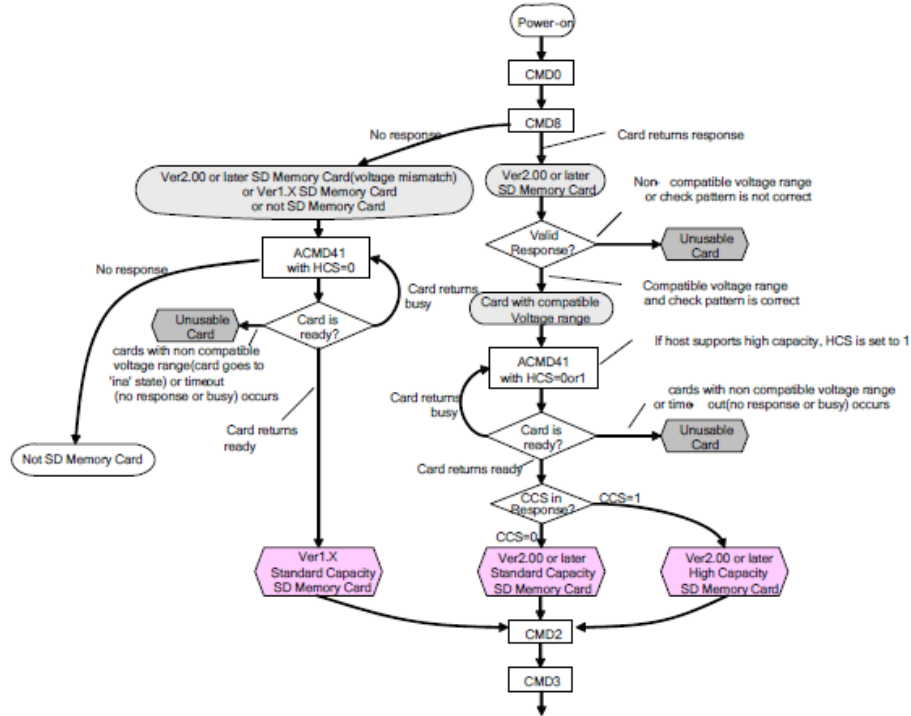 Power-on
CMD0
CMD8
No response
Card returns response
Ver2.00 or later SD Memory Card(voltage mismatch)
or Ver1.X SD Memory Card
or not SD Memory Card
Ver2.00 or later
SD Memory Card
Non- compatible voltage range
or check pattern is not correct
Valid
Response?
Unusable
Card
ACMD41
with HCS=0
No response
Card returns
busy
Compatible voltage range
and check pattern is correct
Card with compatible
Voltage range
Unusable
Card
Card is
ready?
If host supports high capacity, HCS is set to 1
ACMD41
with HCS=0or1
cards with non compatible
voltage range(card goes to
'ina' state) or timeout
(no response or busy) occurs
Card returns
busy
cards with non compatible voltage range
or time- out(no response or busy) occurs
Card returns
ready
Card is
ready?
Unusable
Card
Not SD Memory Card
Card returns ready
CCS in
Response?
CCS=1
CCS=0
Ver1.X
Standard Capacity
SD Memory Card
Ver2.00 or later
Standard Capacity
SD Memory Card
Ver2.00 or later
High Capacity
SD Memory Card
CMD2
CMD3